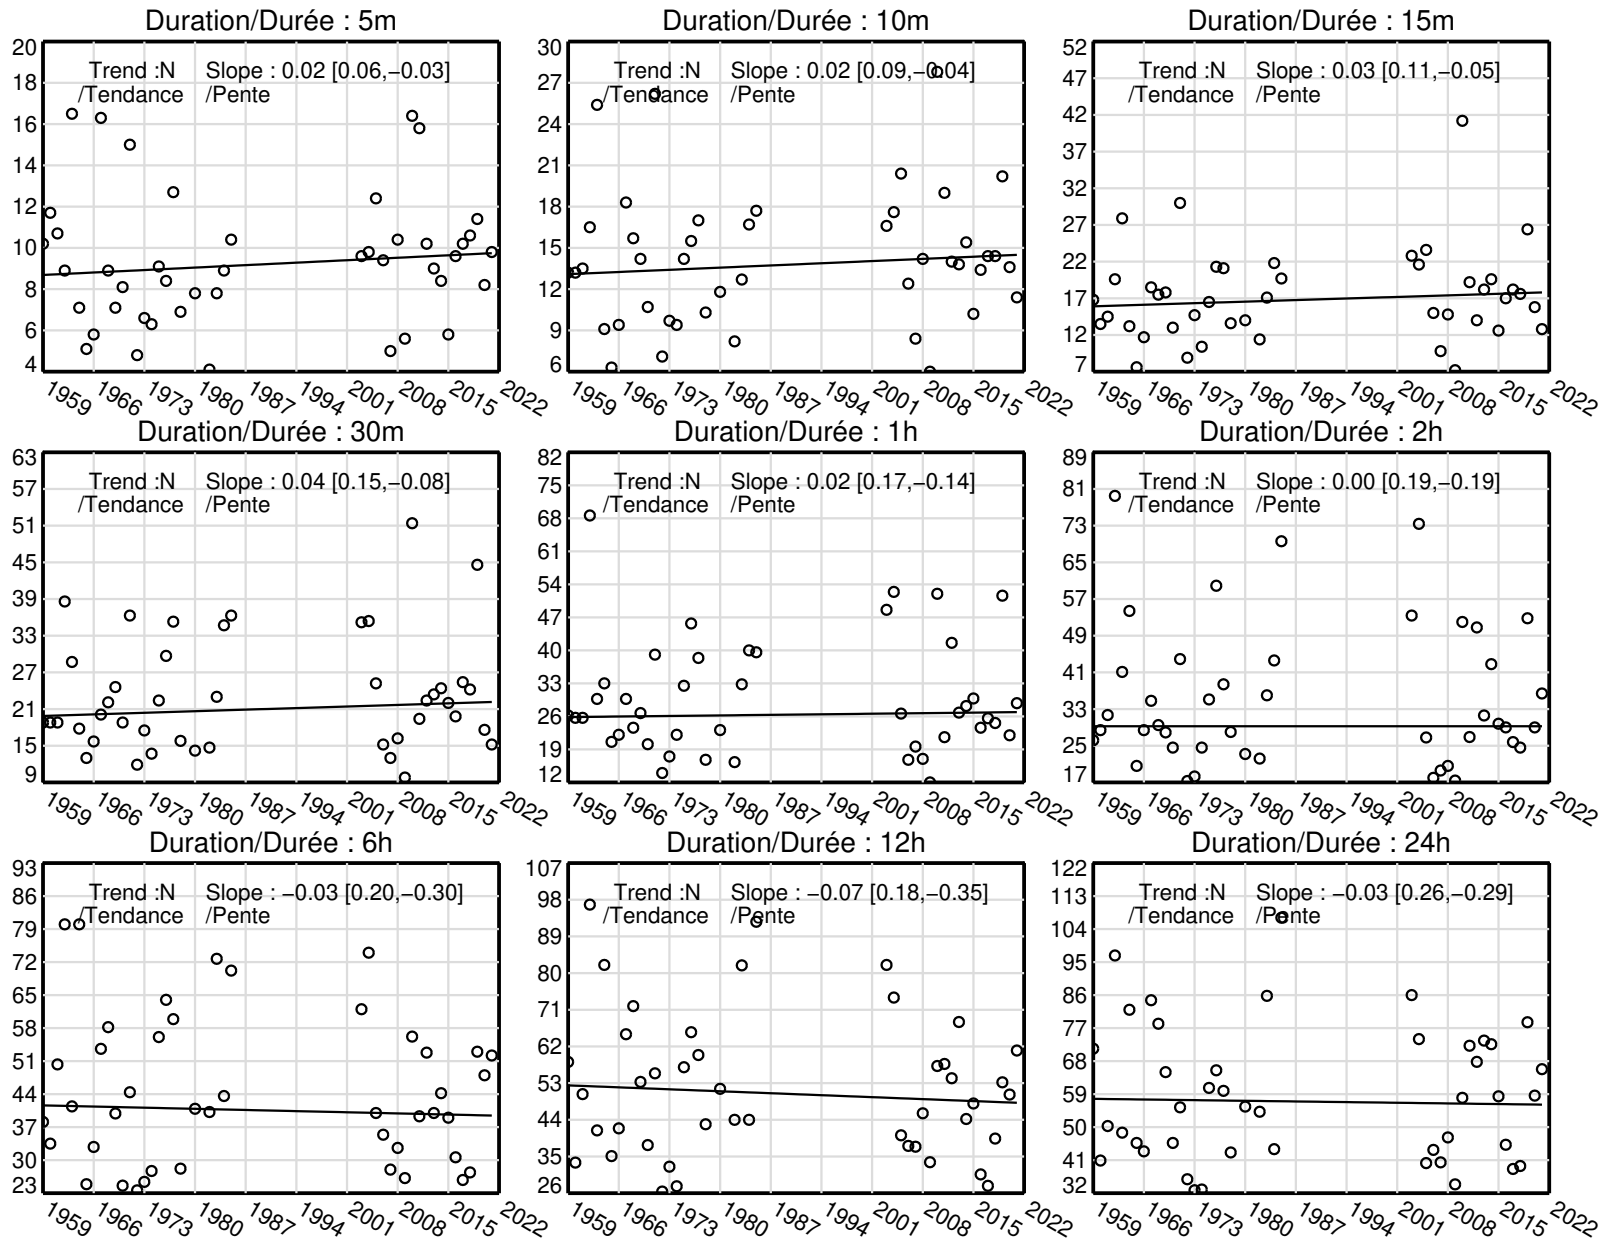 Duration/Durée : 5m
20
18
16
14
12
10
8
6
4
Trend :N Slope : 0.02 [0.06,−0.03]
/Tendance /Pente
1959 1966 1973 1980 1987 1994 2001 2008 2015 2022
Duration/Durée : 10m
30
27
24
21
18
15
12
9
6
Trend :N Slope : 0.02 [0.09,−0.04]
/Tendance /Pente
1959 1966 1973 1980 1987 1994 2001 2008 2015 2022
Duration/Durée : 15m
52
47
42
37
32
27
22
17
12
7
Trend :N Slope : 0.03 [0.11,−0.05]
/Tendance /Pente
1959 1966 1973 1980 1987 1994 2001 2008 2015 2022
Duration/Durée : 30m
63
57
51
45
39
33
27
21
15
9
Trend :N Slope : 0.04 [0.15,−0.08]
/Tendance /Pente
1959 1966 1973 1980 1987 1994 2001 2008 2015 2022
Duration/Durée : 1h
82
75
68
61
54
47
40
33
26
19
12
Trend :N Slope : 0.02 [0.17,−0.14]
/Tendance /Pente
1959 1966 1973 1980 1987 1994 2001 2008 2015 2022
Duration/Durée : 2h
89
81
73
65
57
49
41
33
25
17
Trend :N Slope : 0.00 [0.19,−0.19]
/Tendance /Pente
1959 1966 1973 1980 1987 1994 2001 2008 2015 2022
Duration/Durée : 6h
93
86
79
72
65
58
51
44
37
30
23
Trend :N Slope : −0.03 [0.20,−0.30]
/Tendance /Pente
1959 1966 1973 1980 1987 1994 2001 2008 2015 2022
Duration/Durée : 12h
107
98
89
80
71
62
53
44
35
26
Trend :N Slope : −0.07 [0.18,−0.35]
/Tendance /Pente
1959 1966 1973 1980 1987 1994 2001 2008 2015 2022
Duration/Durée : 24h
122
113
104
95
86
77
68
59
50
41
32
Trend :N Slope : −0.03 [0.26,−0.29]
/Tendance /Pente
1959 1966 1973 1980 1987 1994 2001 2008 2015 2022